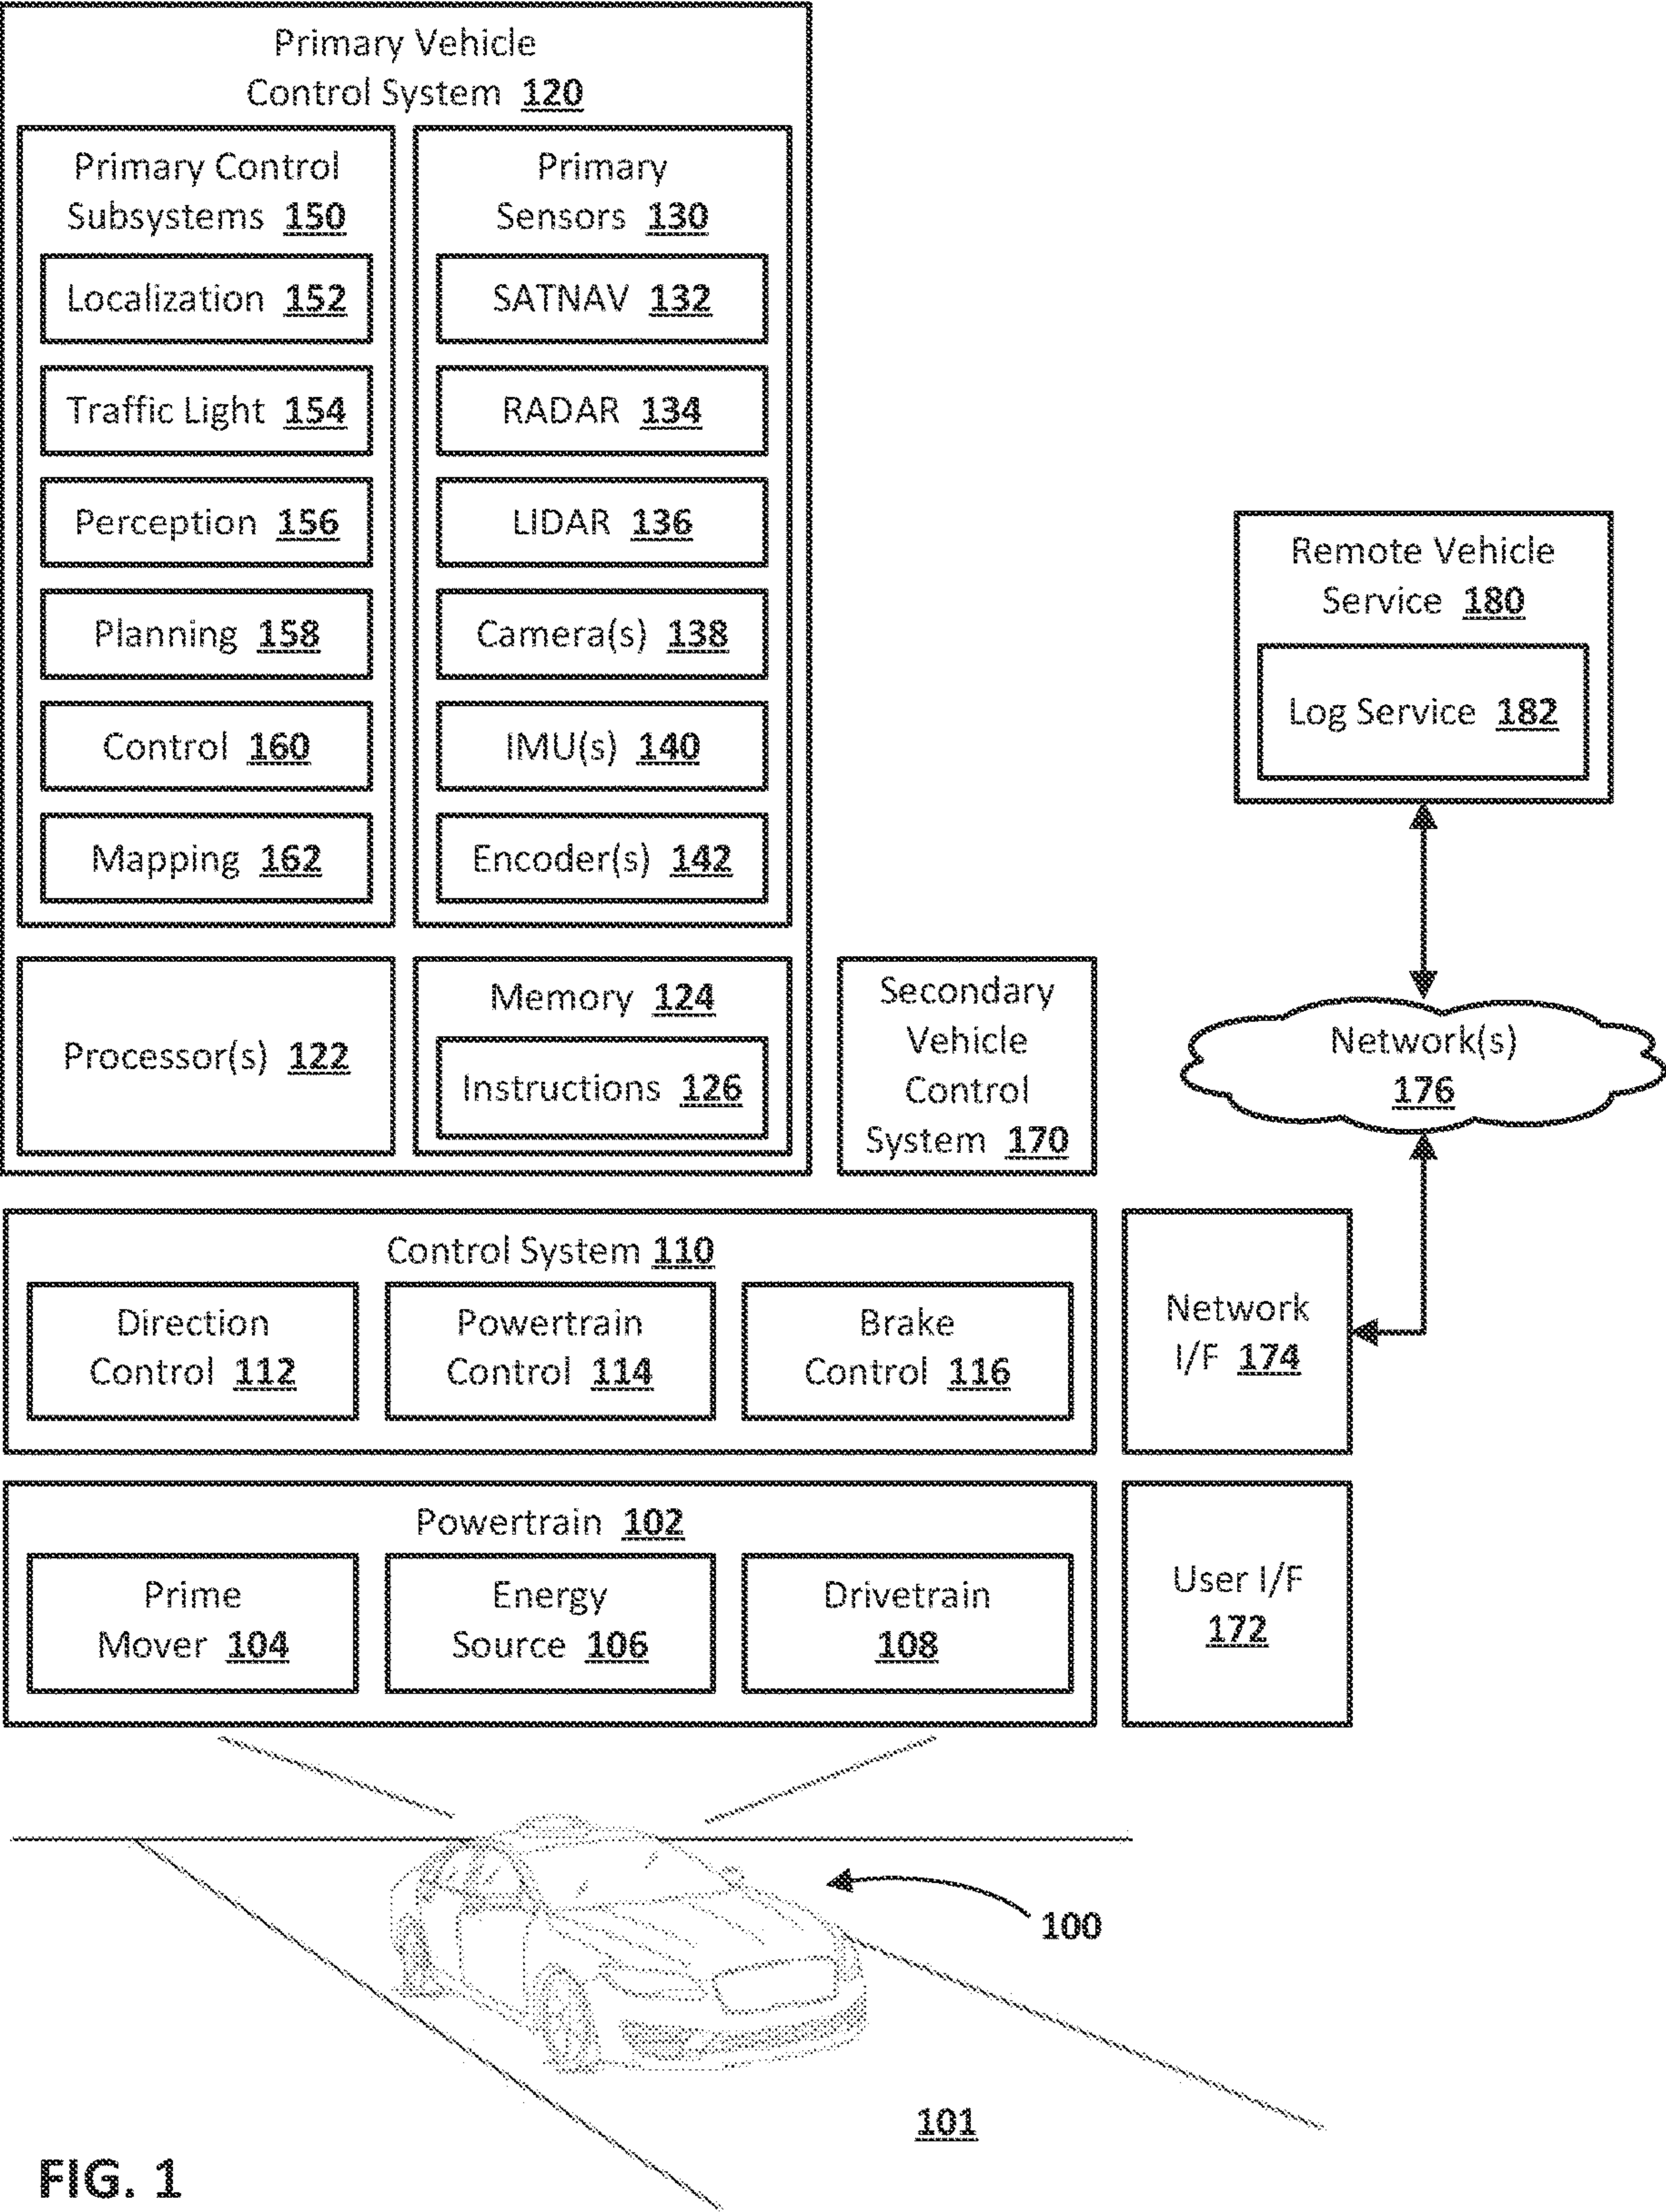 Primary Vehicle
Control System 120
Primary Control
Subsystems 150
Localization 152
Traffic Light 154
Perception 156
Planning 158
Control 160
Mapping 162
Primary
Sensors 130
SATNAV 132
RADAR 134
LIDAR 136
Camera(s) 138
IMU(s) 140
Encoder(s) 142
Processor(s) 122
Memory 124
Instructions 126
Secondary
Vehicle
Control
System 170
Remote Vehicle
Service 180
Log Service 182
Network(s)
176
Control System 110
Direction
Control 112
Powertrain
Control 114
Brake
Control 116
Network
I/F 174
Powertrain 102
Prime
Mover 104
Energy
Source 106
Drivetrain
108
User I/F
172
100
101
FIG. 1